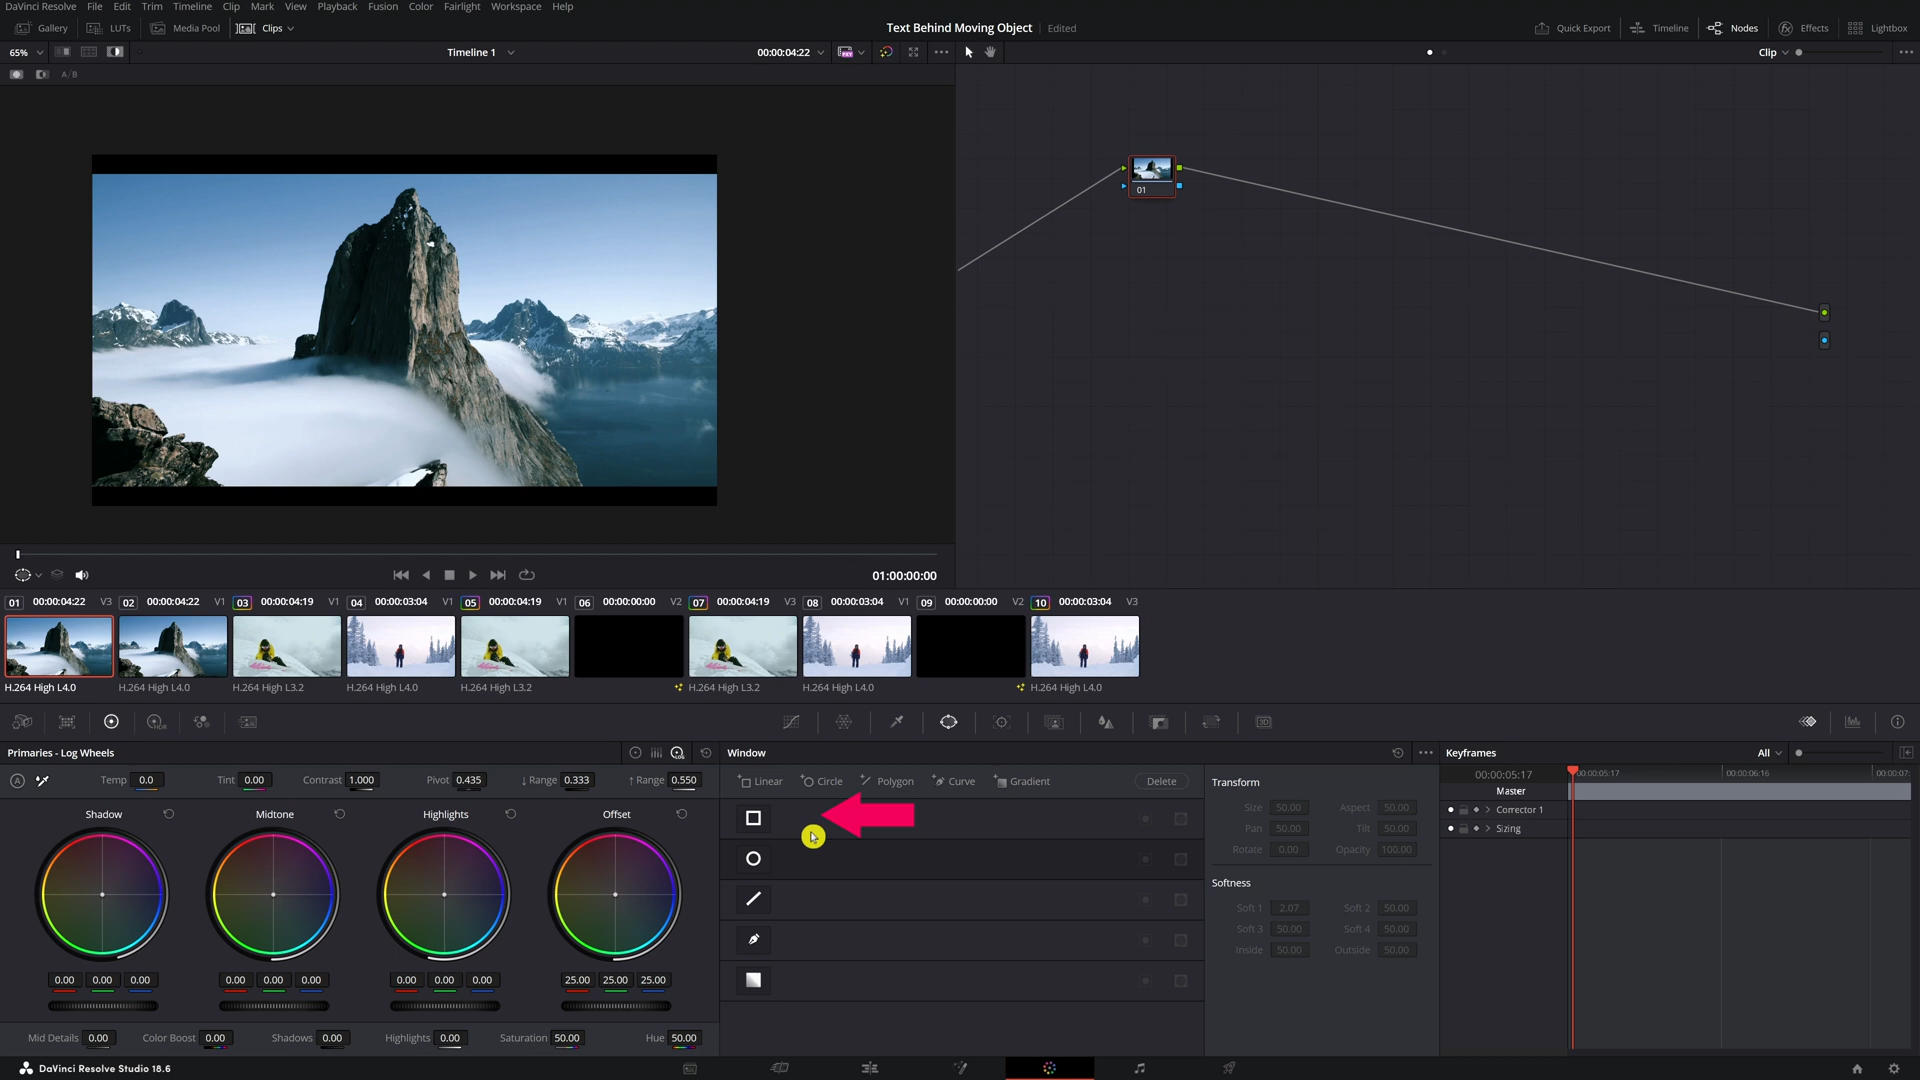 DaVinci Resolve File Edit Trim Timeline Clip Mark View Playback Fusion Color Fairlight Workspace Help
Gallery LUTs Media Pool Clips Text Behind Moving Object Edited Quick Export Timeline Nodes Effects Lightbox
65% Timeline 1 00:00:04:22 Clip
A/B
01
01:00:00:00
01 00:00:04:22 V3 02 00:00:04:22 V1 03 00:00:04:19 V1 04 00:00:03:04 V1 05 00:00:04:19 V1 06 00:00:00:00 V2 07 00:00:04:19 V3 08 00:00:03:04 V1 09 00:00:00:00 V2 10 00:00:03:04 V3
H.264 High L4.0 H.264 High L4.0 H.264 High L3.2 H.264 High L4.0 H.264 High L3.2 H.264 High L3.2 H.264 High L4.0 H.264 High L4.0
Primaries - Log Wheels Window Keyframes All
Temp 0.0 Tint 0.00 Contrast 1.000 Pivot 0.435 ↓ Range 0.333 ↑ Range 0.550
Linear Circle Polygon Curve Gradient Delete
Transform
Size 50.00 Aspect 50.00
Pan 50.00 Tilt 50.00
Rotate 0.00 Opacity 100.00
Softness
Soft 1 2.07 Soft 2 50.00
Soft 3 50.00 Soft 4 50.00
Inside 50.00 Outside 50.00
00:00:05:17 00:00:05:17 00:00:06:16 00:00:07:
Master
Corrector 1
Sizing
Shadow Midtone Highlights Offset
0.00 0.00 0.00 0.00 0.00 0.00 0.00 0.00 0.00 25.00 25.00 25.00
Mid Details 0.00 Color Boost 0.00 Shadows 0.00 Highlights 0.00 Saturation 50.00 Hue 50.00
DaVinci Resolve Studio 18.6